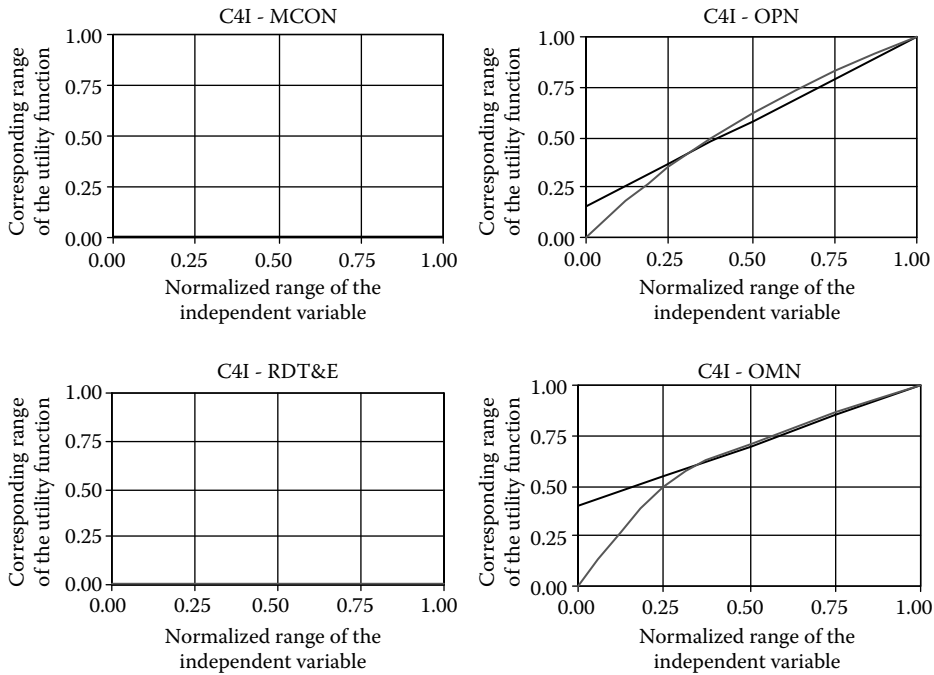 C4I - MCON
Corresponding range
of the utility function
1.00
0.75
0.50
0.25
0.00
0.00 0.25 0.50 0.75 1.00
Normalized range of the
independent variable
C4I - OPN
Corresponding range
of the utility function
1.00
0.75
0.50
0.25
0.00
0.00 0.25 0.50 0.75 1.00
Normalized range of the
independent variable
C4I - RDT&E
Corresponding range
of the utility function
1.00
0.75
0.50
0.25
0.00
0.00 0.25 0.50 0.75 1.00
Normalized range of the
independent variable
C4I - OMN
Corresponding range
of the utility function
1.00
0.75
0.50
0.25
0.00
0.00 0.25 0.50 0.75 1.00
Normalized range of the
independent variable